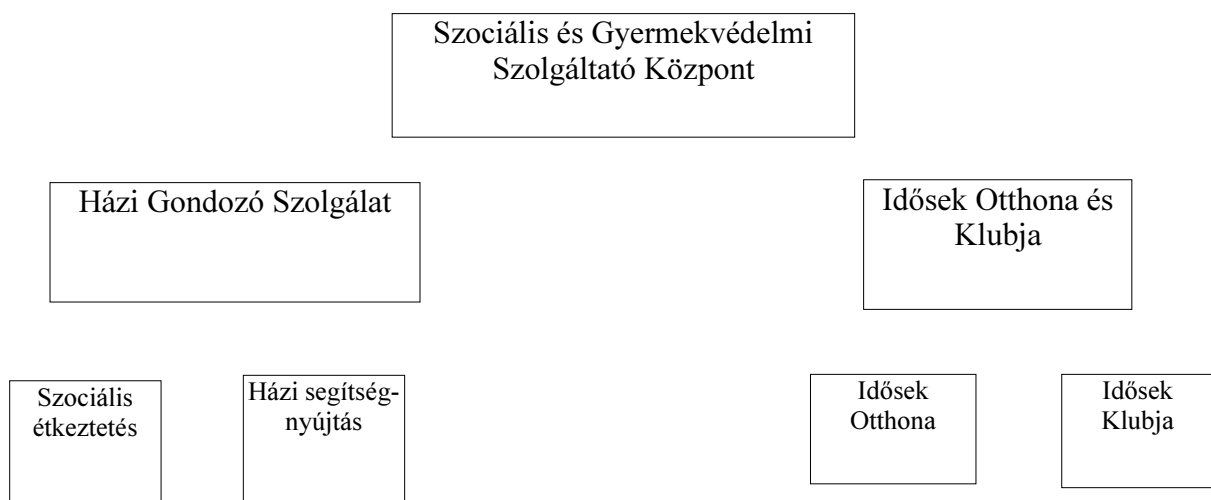 Szociális és Gyermekvédelmi
Szolgáltató Központ
Házi Gondozó Szolgálat
Idősek Otthona és
Klubja
Szociális
étkeztetés
Házi segítség-
nyújtás
Idősek
Otthona
Idősek
Klubja